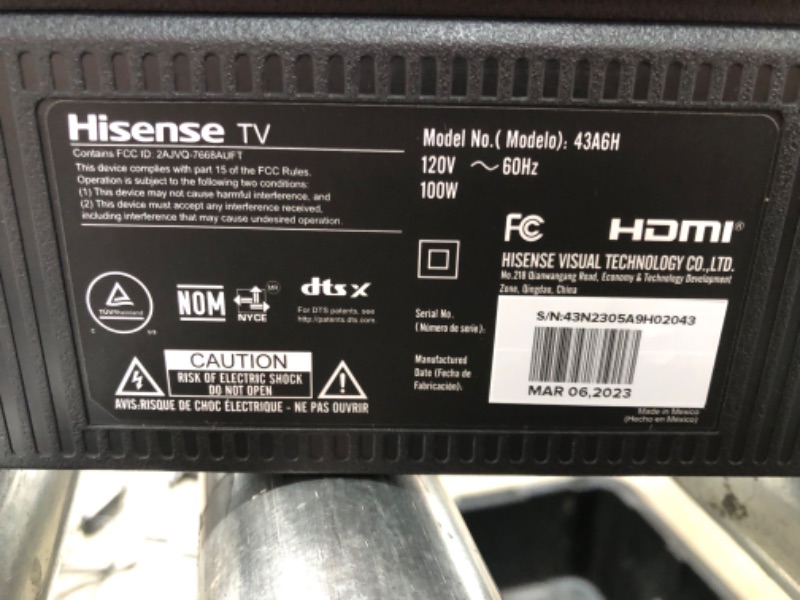 Hisense TV
Contains FCC ID: 2AJVQ-7668AUFT
This device complies with part 15 of the FCC Rules.
Operation is subject to the following two conditions:
(1) This device may not cause harmful interference, and
(2) This device must accept any interference received,
including interference that may cause undesired operation.
Model No.( Modelo): 43A6H
120V ~ 60Hz
100W
FC HDMI®
HISENSE VISUAL TECHNOLOGY CO.,LTD.
No.218 Qianwangang Road, Economy & Technology Development
Zone, Qingdao, China
TÜVRheinland
C US
NOM
NYCE
MR
dts X
For DTS patents, see
http://patents.dts.com.
Serial No.
(Número de serie):
S/N:43N2305A9H02043
Manufactured
Date (Fecha de
Fabricación):
MAR 06,2023
Made in Mexico
(Hecho en Mexico)
CAUTION
RISK OF ELECTRIC SHOCK
DO NOT OPEN
AVIS:RISQUE DE CHOC ÉLECTRIQUE - NE PAS OUVRIR